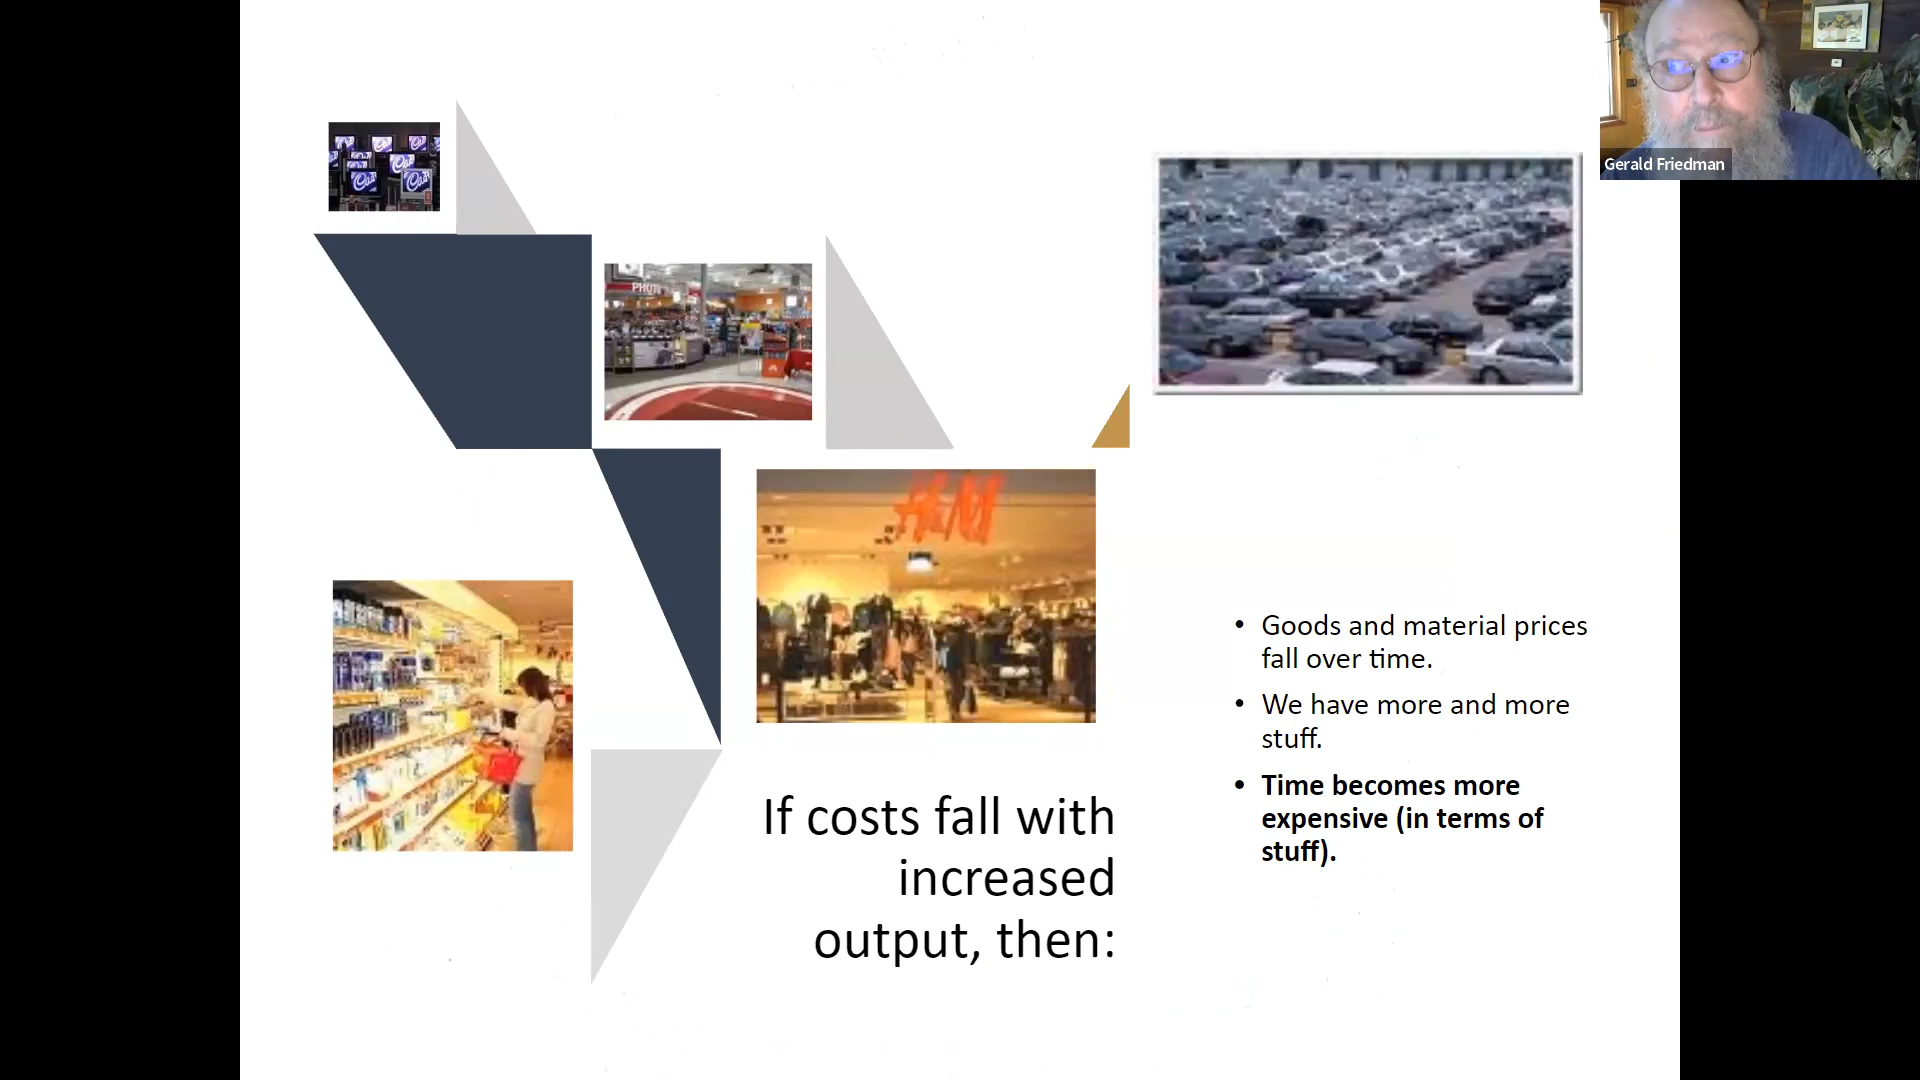 Gerald Friedman
PHOTO
H&M
If costs fall with
increased
output, then:
• Goods and material prices
fall over time.
• We have more and more
stuff.
• Time becomes more
expensive (in terms of
stuff).